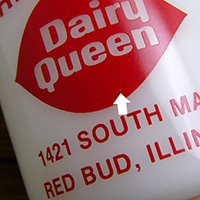 Dairy
Queen
1421 SOUTH MA
RED BUD, ILLIN